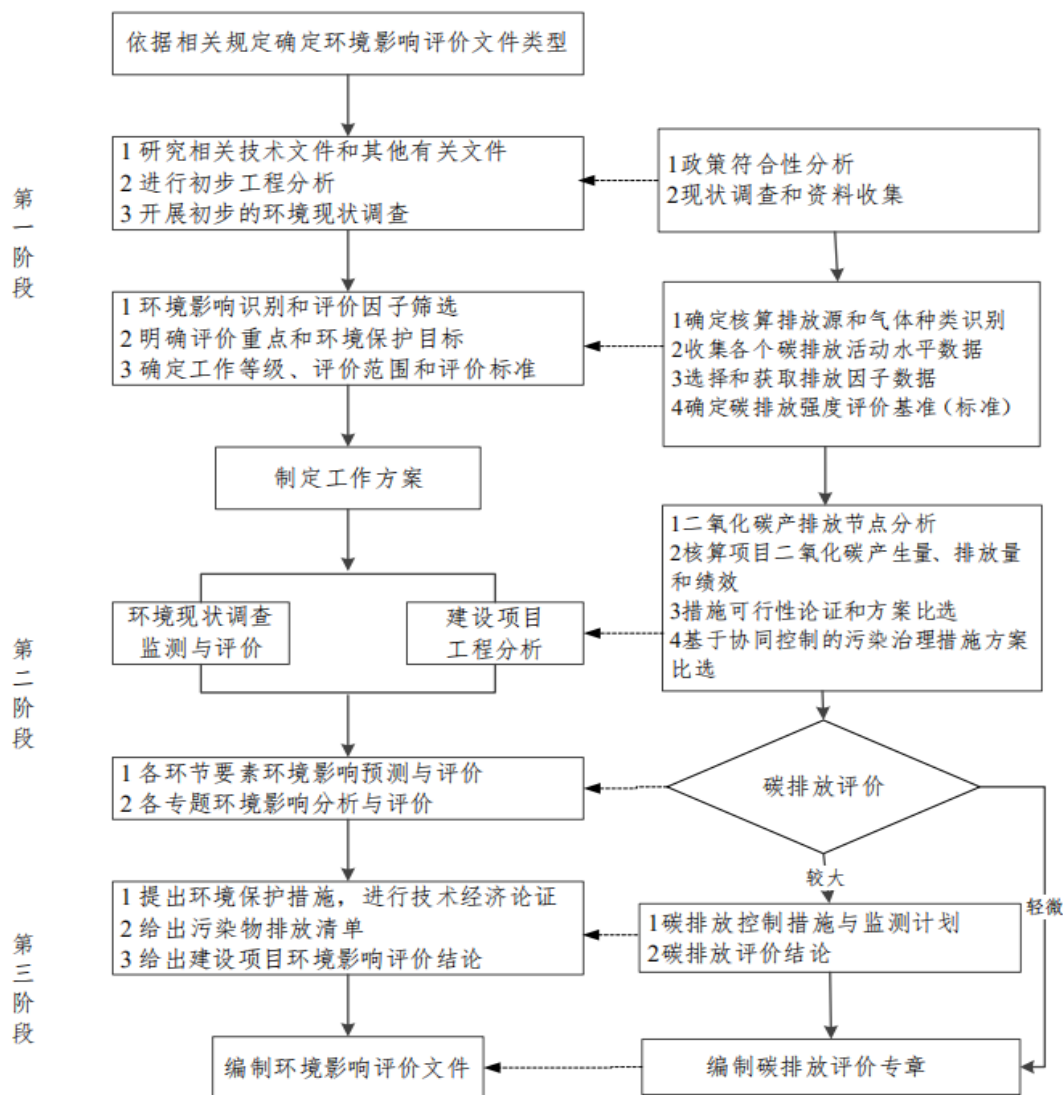 依据相关规定确定环境影响评价文件类型
第一阶段
1 研究相关技术文件和其他有关文件
2 进行初步工程分析
3 开展初步的环境现状调查
1政策符合性分析
2现状调查和资料收集
1 环境影响识别和评价因子筛选
2 明确评价重点和环境保护目标
3 确定工作等级、评价范围和评价标准
1确定核算排放源和气体种类识别
2收集各个碳排放活动水平数据
3选择和获取排放因子数据
4确定碳排放强度评价基准（标准）
制定工作方案
第二阶段
环境现状调查
监测与评价
建设项目
工程分析
1二氧化碳产排放节点分析
2核算项目二氧化碳产生量、排放量
和绩效
3措施可行性论证和方案比选
4基于协同控制的污染治理措施方案
比选
1 各环节要素环境影响预测与评价
2 各专题环境影响分析与评价
碳排放评价
较大
轻微
第三阶段
1 提出环境保护措施，进行技术经济论证
2 给出污染物排放清单
3 给出建设项目环境影响评价结论
1碳排放控制措施与监测计划
2碳排放评价结论
编制环境影响评价文件
编制碳排放评价专章